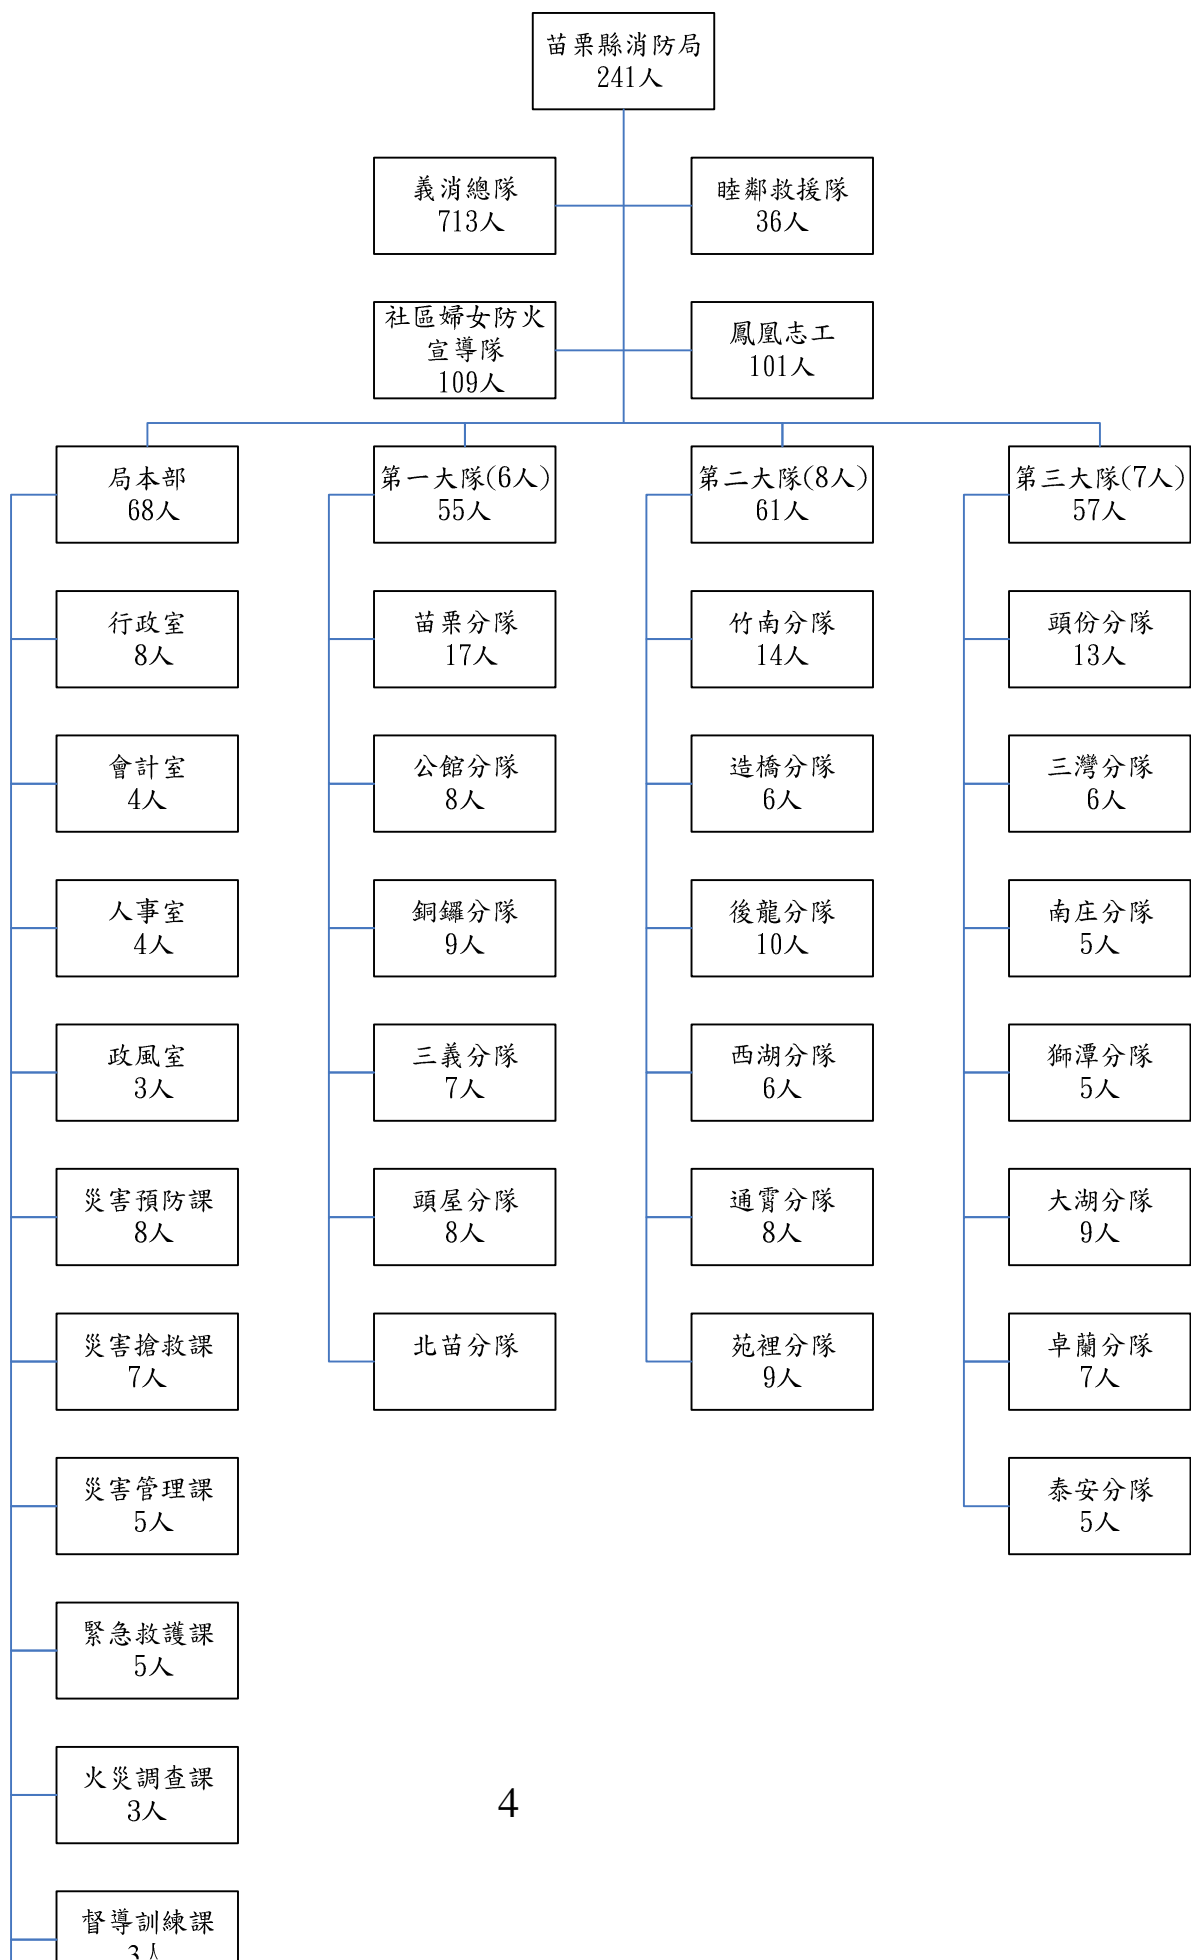 苗栗縣消防局
241人
義消總隊
713人
睦鄰救援隊
36人
社區婦女防火
宣導隊
109人
鳳凰志工
101人
局本部
68人
第一大隊(6人)
55人
第二大隊(8人)
61人
第三大隊(7人)
57人
行政室
8人
苗栗分隊
17人
竹南分隊
14人
頭份分隊
13人
會計室
4人
公館分隊
8人
造橋分隊
6人
三灣分隊
6人
人事室
4人
銅鑼分隊
9人
後龍分隊
10人
南庄分隊
5人
政風室
3人
三義分隊
7人
西湖分隊
6人
獅潭分隊
5人
災害預防課
8人
頭屋分隊
8人
通霄分隊
8人
大湖分隊
9人
災害搶救課
7人
北苗分隊
苑裡分隊
9人
卓蘭分隊
7人
災害管理課
5人
泰安分隊
5人
緊急救護課
5人
火災調查課
3人
4
督導訓練課
3人